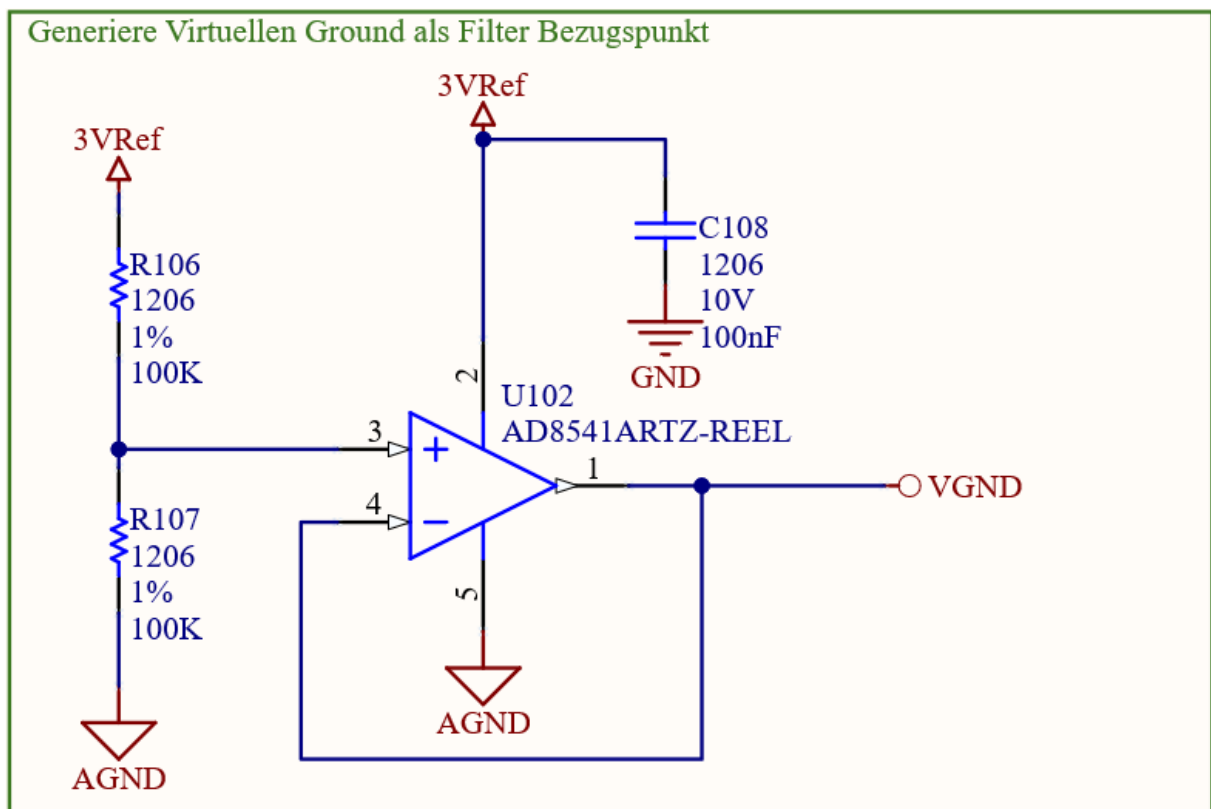 Generiere Virtuellen Ground als Filter Bezugspunkt
3VRef
3VRef
R106
1206
1%
100K
C108
1206
10V
100nF
GND
2
U102
AD8541ARTZ-REEL
3
+
1
VGND
4
−
R107
1206
1%
100K
5
AGND
AGND